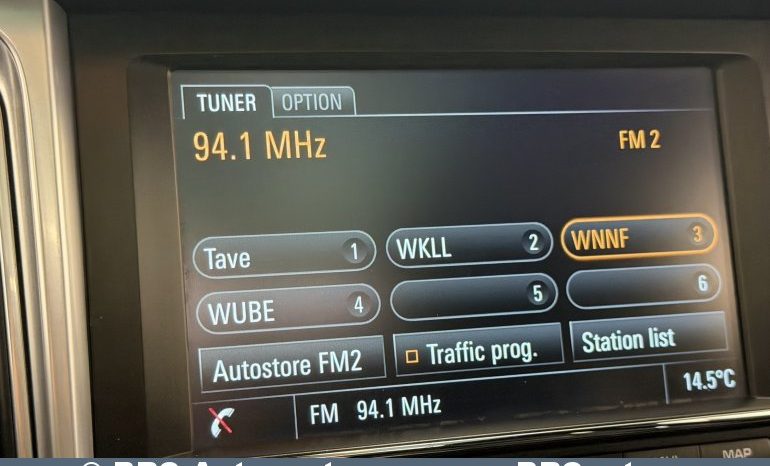 TUNER OPTION
94.1 MHz FM 2
Tave 1 WKLL 2 WNNF 3
WUBE 4 5 6
Autostore FM2 Traffic prog. Station list
FM 94.1 MHz 14.5°C
MAP